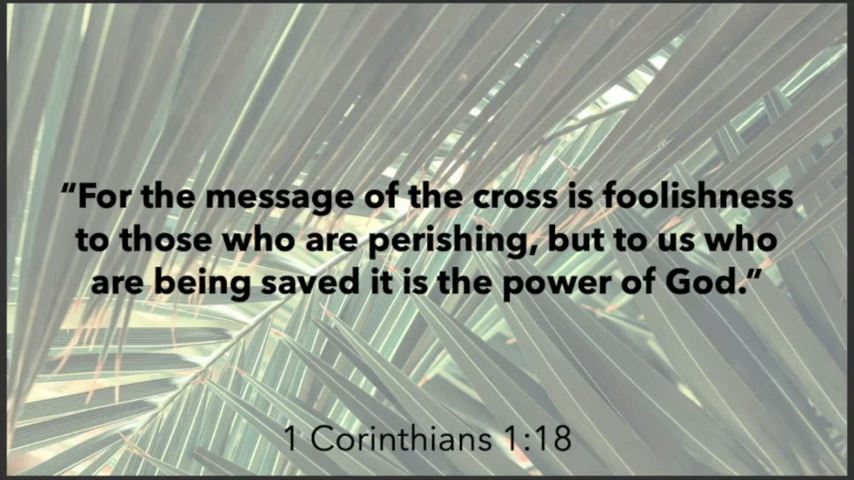 “For the message of the cross is foolishness
to those who are perishing, but to us who
are being saved it is the power of God.”
1 Corinthians 1:18